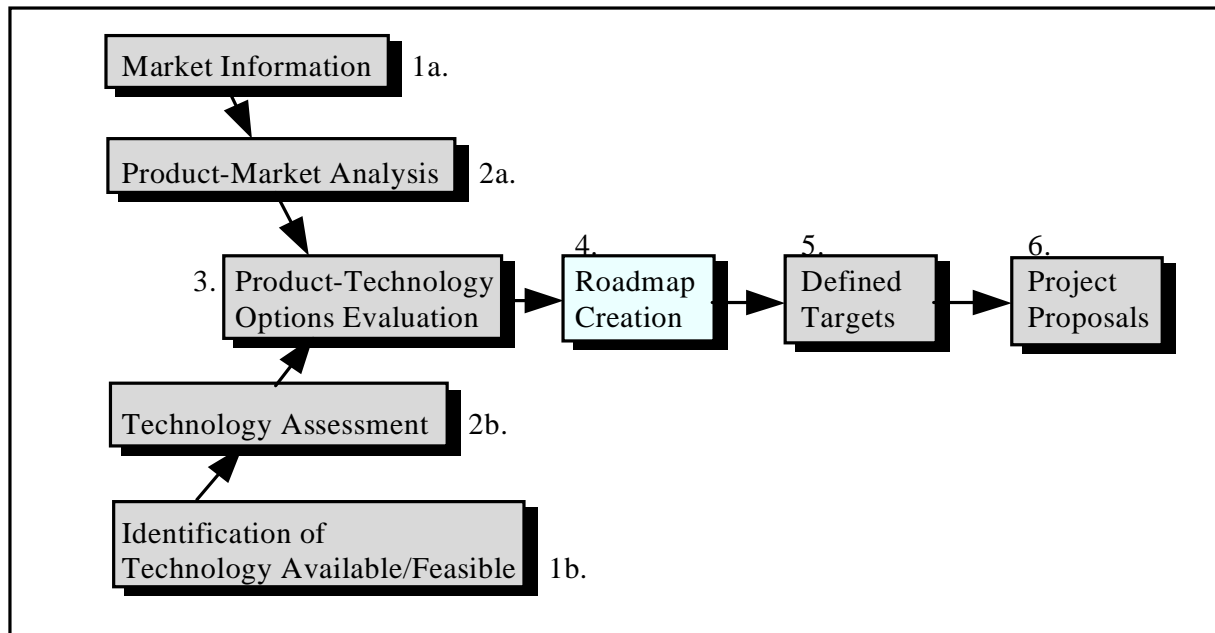 Market Information 1a.
Product-Market Analysis 2a.
3. Product-Technology
Options Evaluation
4.
Roadmap
Creation
5.
Defined
Targets
6.
Project
Proposals
Technology Assessment 2b.
Identification of
Technology Available/Feasible 1b.